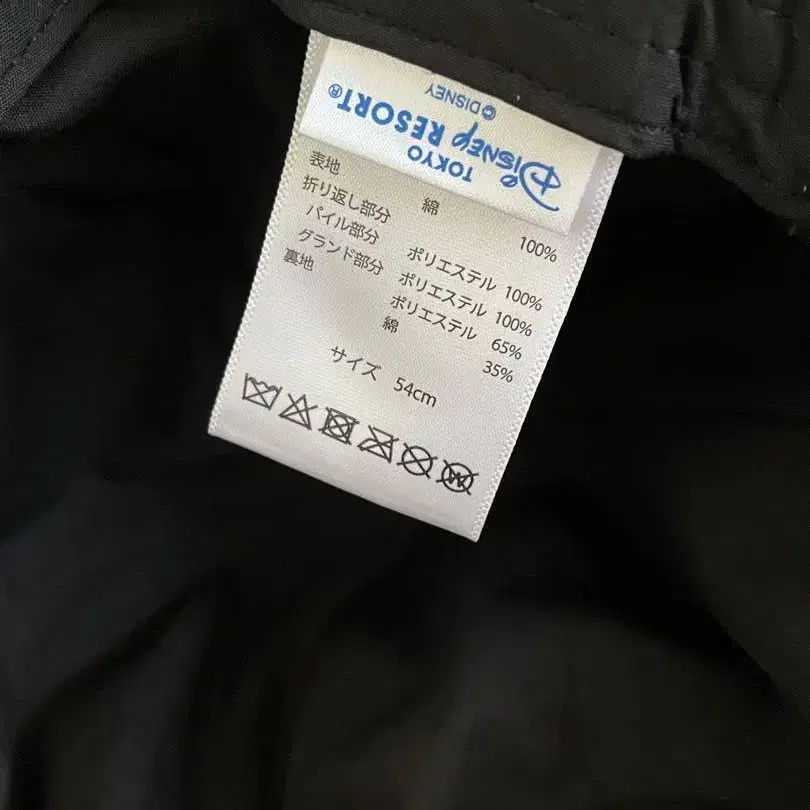 TOKYO
DISNEY RESORT®
©DISNEY
表地 綿 100%
折り返し部分
パイル部分 ポリエステル 100%
グランド部分 ポリエステル 100%
裏地 ポリエステル 65%
綿 35%
サイズ 54cm